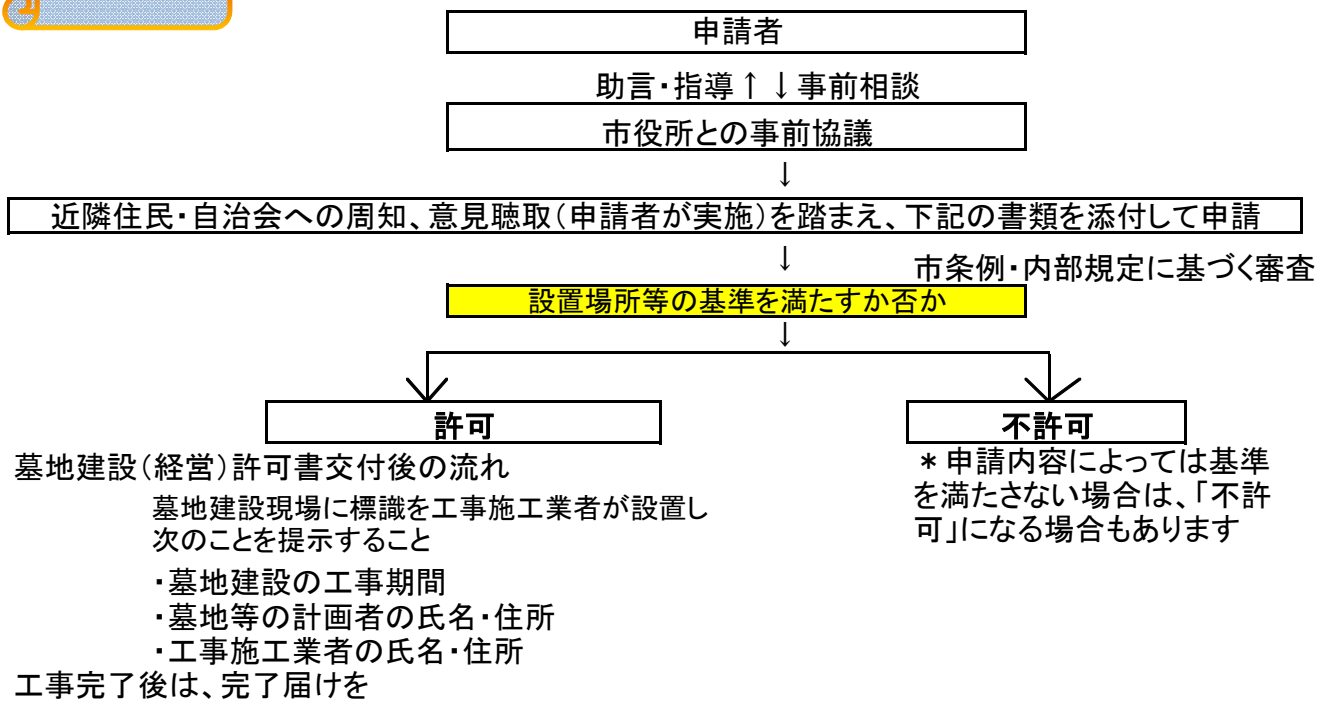 申請者
助言・指導↑↓事前相談
市役所との事前協議
↓
近隣住民・自治会への周知、意見聴取(申請者が実施)を踏まえ、下記の書類を添付して申請
↓
市条例・内部規定に基づく審査
設置場所等の基準を満たすか否か
↓
許可
不許可
墓地建設(経営)許可書交付後の流れ
墓地建設現場に標識を工事施工業者が設置し
次のことを提示すること
・墓地建設の工事期間
・墓地等の計画者の氏名・住所
・工事施工業者の氏名・住所
工事完了後は、完了届けを
*申請内容によっては基準
を満たさない場合は、「不許
可」になる場合もあります